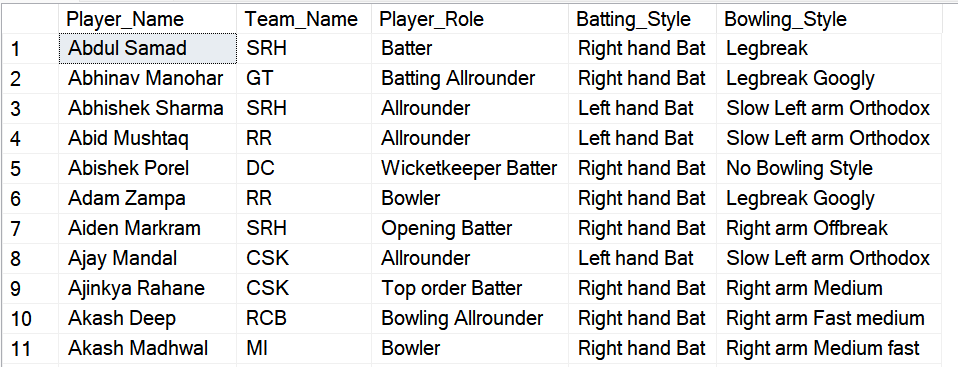 Player_Name Team_Name Player_Role Batting_Style Bowling_Style
1 Abdul Samad SRH Batter Right hand Bat Legbreak
2 Abhinav Manohar GT Batting Allrounder Right hand Bat Legbreak Googly
3 Abhishek Sharma SRH Allrounder Left hand Bat Slow Left arm Orthodox
4 Abid Mushtaq RR Allrounder Left hand Bat Slow Left arm Orthodox
5 Abishek Porel DC Wicketkeeper Batter Right hand Bat No Bowling Style
6 Adam Zampa RR Bowler Right hand Bat Legbreak Googly
7 Aiden Markram SRH Opening Batter Right hand Bat Right arm Offbreak
8 Ajay Mandal CSK Allrounder Left hand Bat Slow Left arm Orthodox
9 Ajinkya Rahane CSK Top order Batter Right hand Bat Right arm Medium
10 Akash Deep RCB Bowling Allrounder Right hand Bat Right arm Fast medium
11 Akash Madhwal MI Bowler Right hand Bat Right arm Medium fast